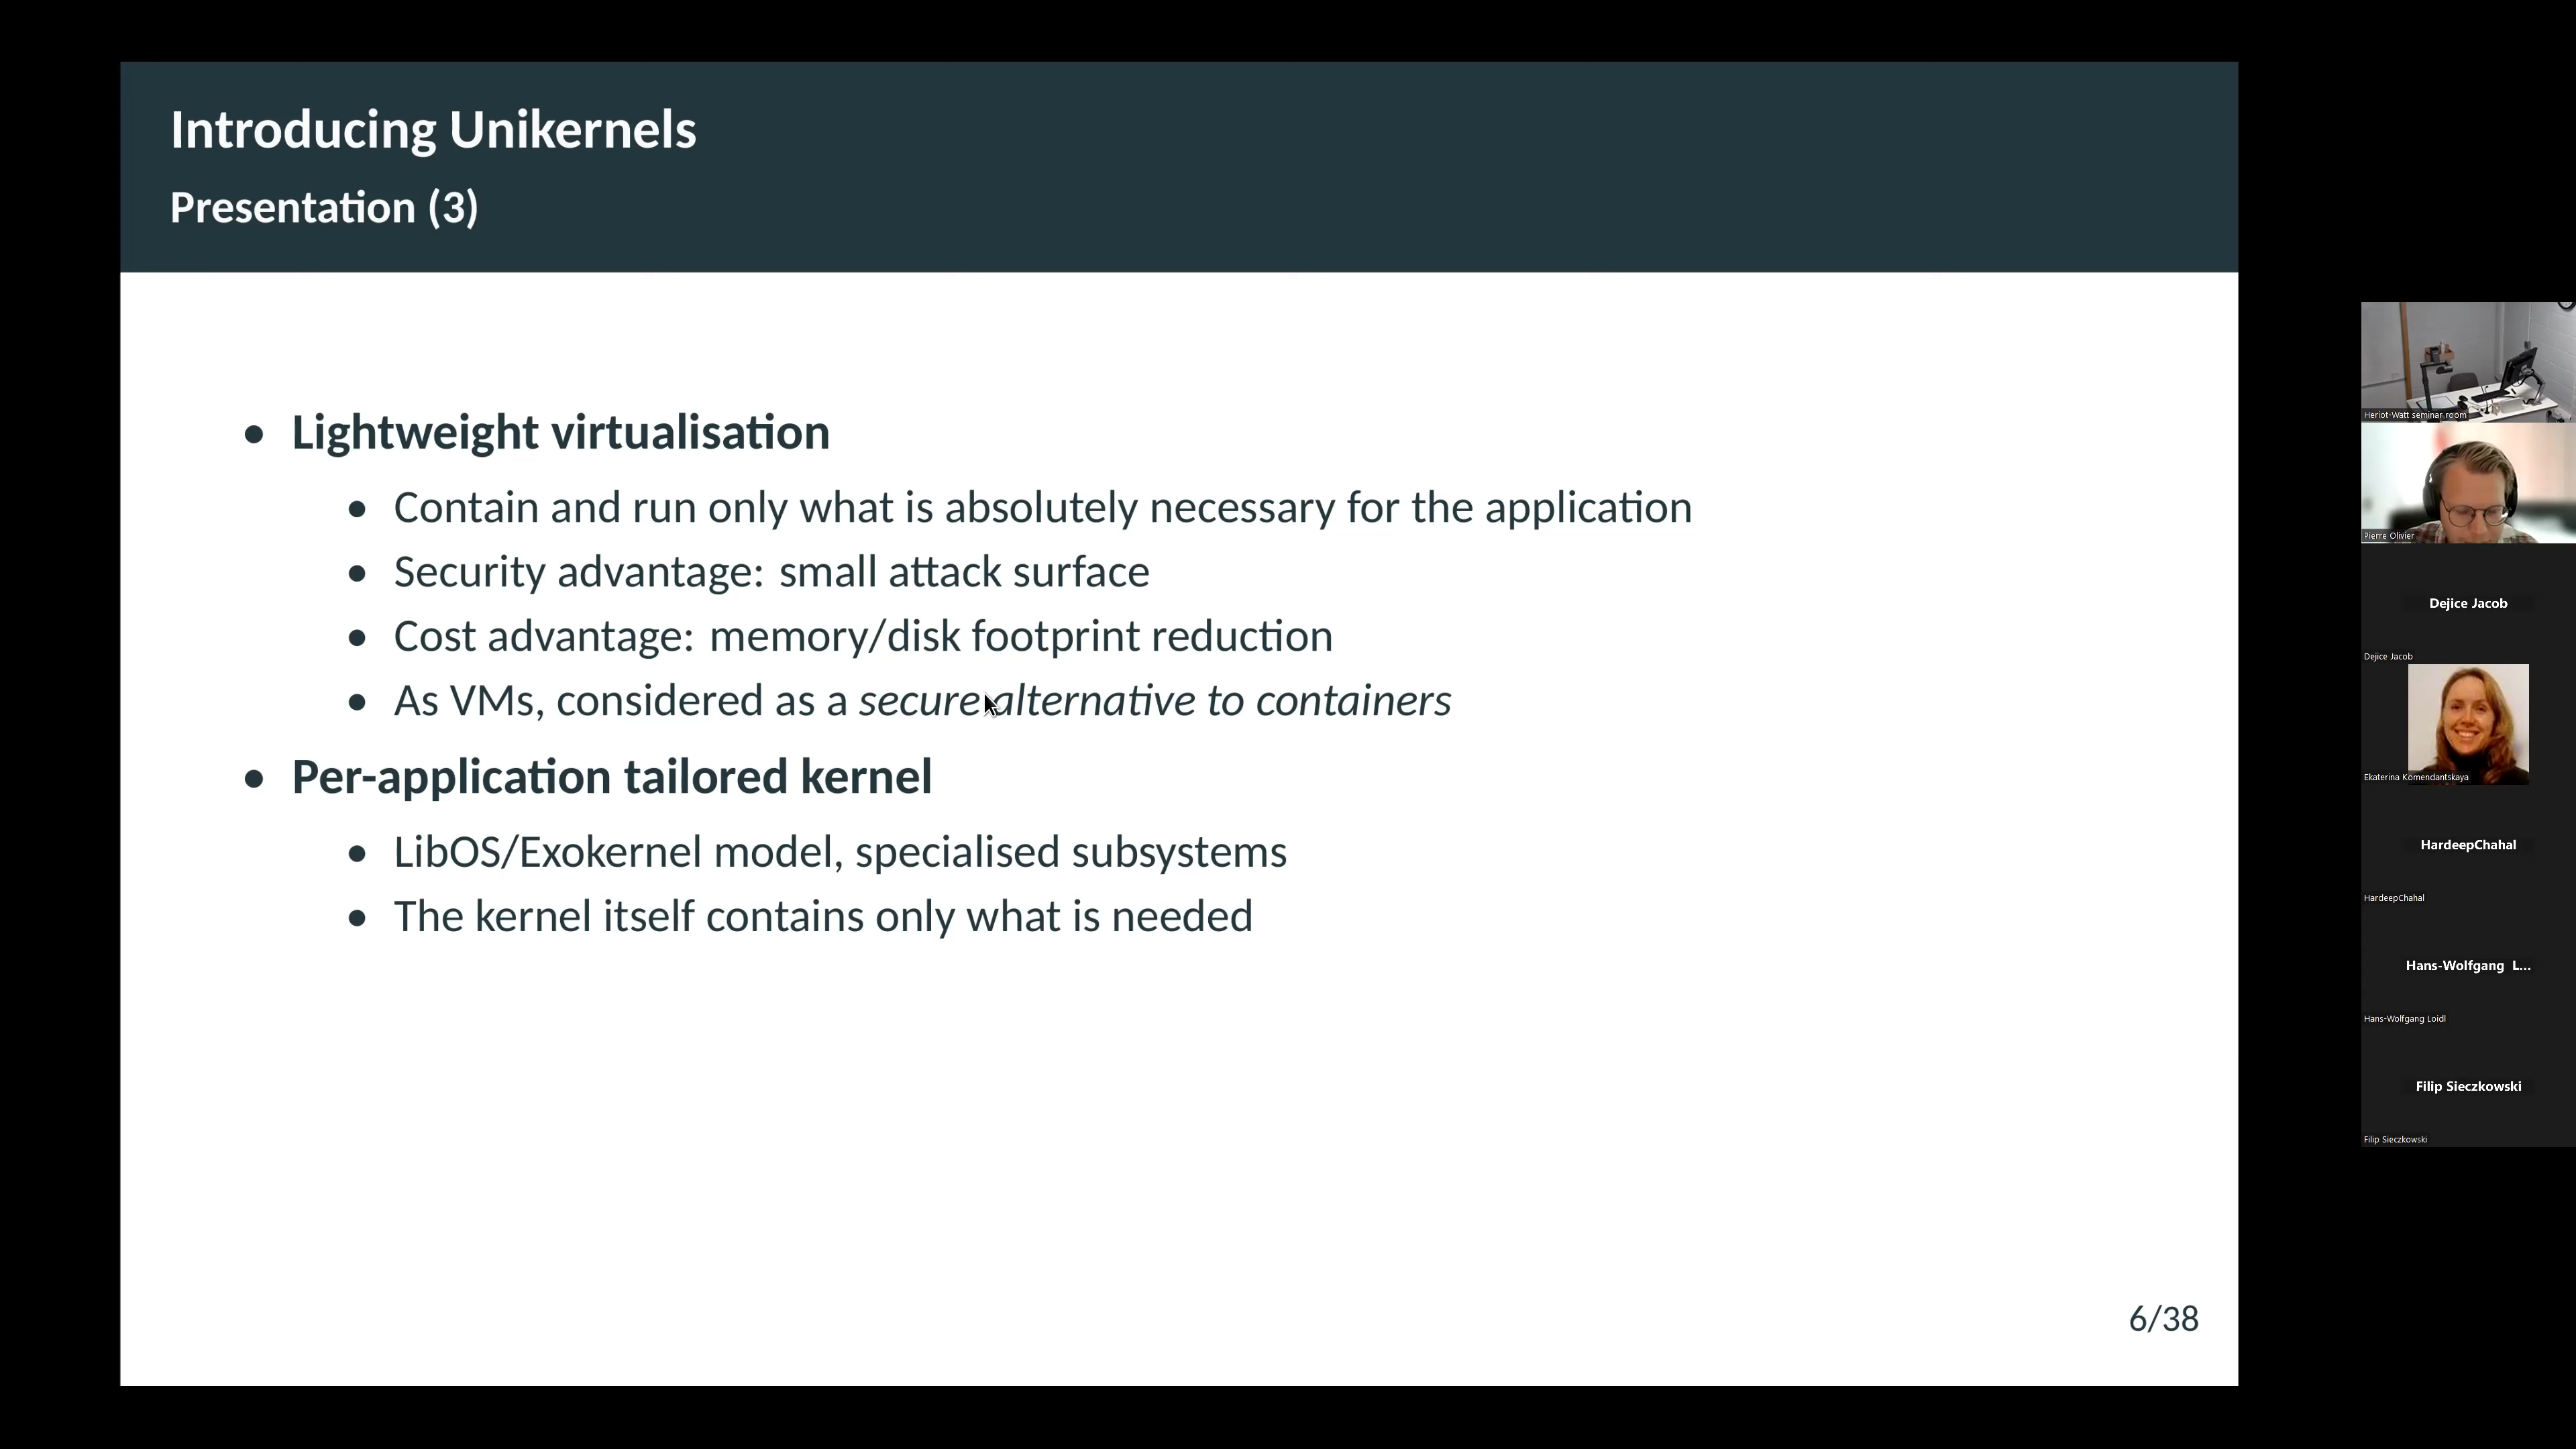 Introducing Unikernels
Presentation (3)
• Lightweight virtualisation
• Contain and run only what is absolutely necessary for the application
• Security advantage: small attack surface
• Cost advantage: memory/disk footprint reduction
• As VMs, considered as a secure alternative to containers
• Per-application tailored kernel
• LibOS/Exokernel model, specialised subsystems
• The kernel itself contains only what is needed
6/38
Heriot-Watt seminar room
Pierre Olivier
Dejice Jacob
Dejice Jacob
Ekaterina Komendantskaya
HardeepChahal
HardeepChahal
Hans-Wolfgang L...
Hans-Wolfgang Loidl
Filip Sieczkowski
Filip Sieczkowski